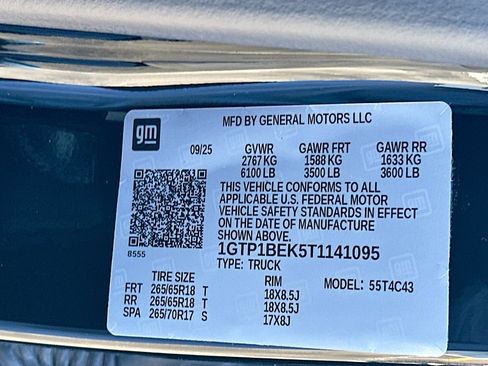 gm
MFD BY GENERAL MOTORS LLC
09/25 GVWR GAWR FRT GAWR RR
2767 KG 1588 KG 1633 KG
6100 LB 3500 LB 3600 LB
THIS VEHICLE CONFORMS TO ALL
APPLICABLE U.S. FEDERAL MOTOR
VEHICLE SAFETY STANDARDS IN EFFECT
ON THE DATE OF MANUFACTURE
SHOWN ABOVE.
8555
1GTP1BEK5T1141095
TYPE: TRUCK
TIRE SIZE RIM MODEL: 55T4C43
FRT 265/65R18 T 18X8.5J
RR 265/65R18 T 18X8.5J
SPA 265/70R17 S 17X8J